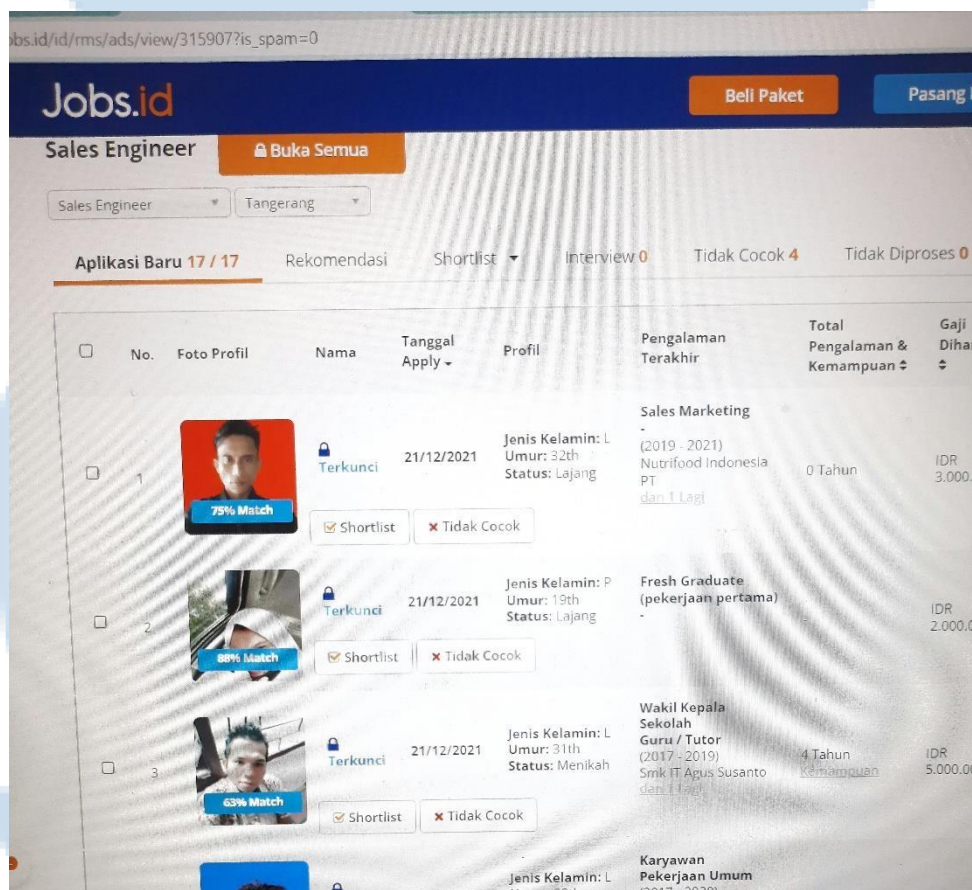 obs.id/id/rms/ads/view/315907?is_spam=0
Jobs.id
Beli Paket
Pasang
Sales Engineer
Buka Semua
Sales Engineer
Tangerang
Aplikasi Baru 17 / 17
Rekomendasi
Shortlist
Interview 0
Tidak Cocok 4
Tidak Diproses 0
No.
Foto Profil
Nama
Tanggal
Apply
Profil
Pengalaman
Terakhir
Total
Pengalaman &
Kemampuan
Gaji
Diha
1
75% Match
Terkunci
21/12/2021
Jenis Kelamin: L
Umur: 32th
Status: Lajang
Sales Marketing
-
(2019 - 2021)
Nutrifood Indonesia
PT
dan 1 Lagi
0 Tahun
IDR
3.000.
Shortlist
Tidak Cocok
2
88% Match
Terkunci
21/12/2021
Jenis Kelamin: P
Umur: 19th
Status: Lajang
Fresh Graduate
(pekerjaan pertama)
-
-
IDR
2.000.0
Shortlist
Tidak Cocok
3
63% Match
Terkunci
21/12/2021
Jenis Kelamin: L
Umur: 31th
Status: Menikah
Wakil Kepala
Sekolah
Guru / Tutor
(2017 - 2019)
Smk IT Agus Susanto
dan 1 Lagi
4 Tahun
Kemampuan
IDR
5.000.00
Shortlist
Tidak Cocok
Jenis Kelamin: L
Karyawan
Pekerjaan Umum